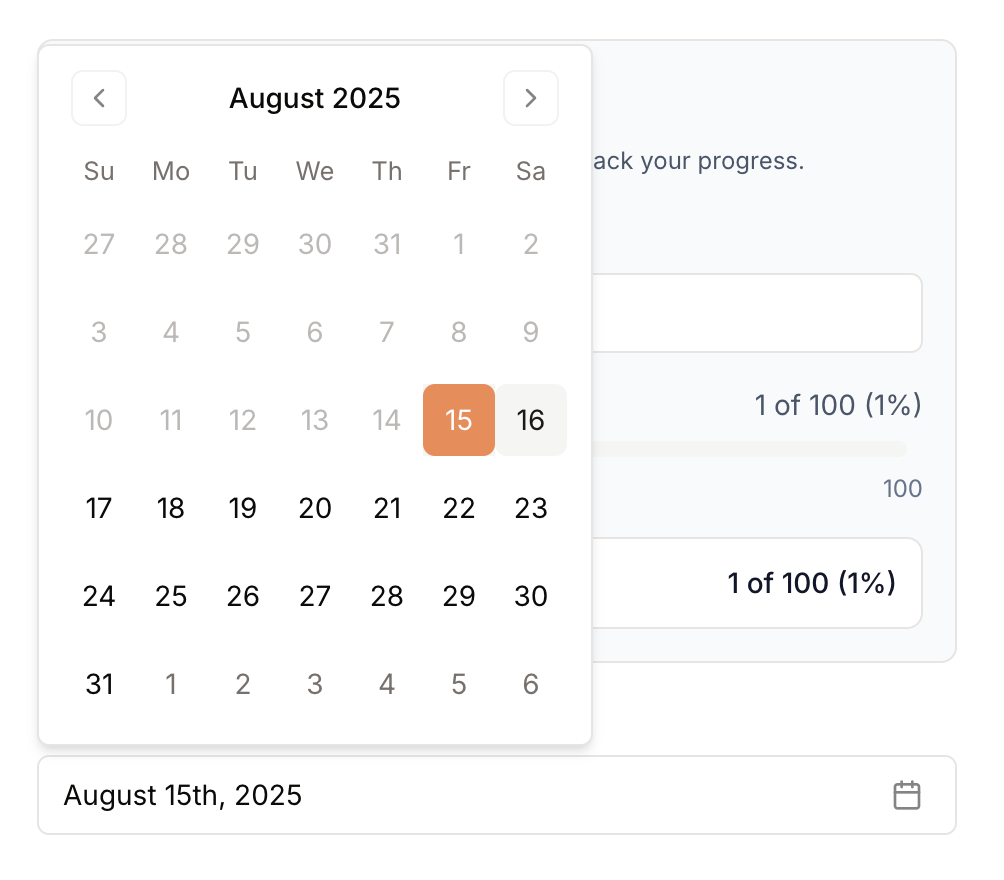 August 2025
Su Mo Tu We Th Fr Sa
27 28 29 30 31 1 2
3 4 5 6 7 8 9
10 11 12 13 14 15 16
17 18 19 20 21 22 23
24 25 26 27 28 29 30
31 1 2 3 4 5 6
your progress.
1 of 100 (1%)
100
1 of 100 (1%)
August 15th, 2025